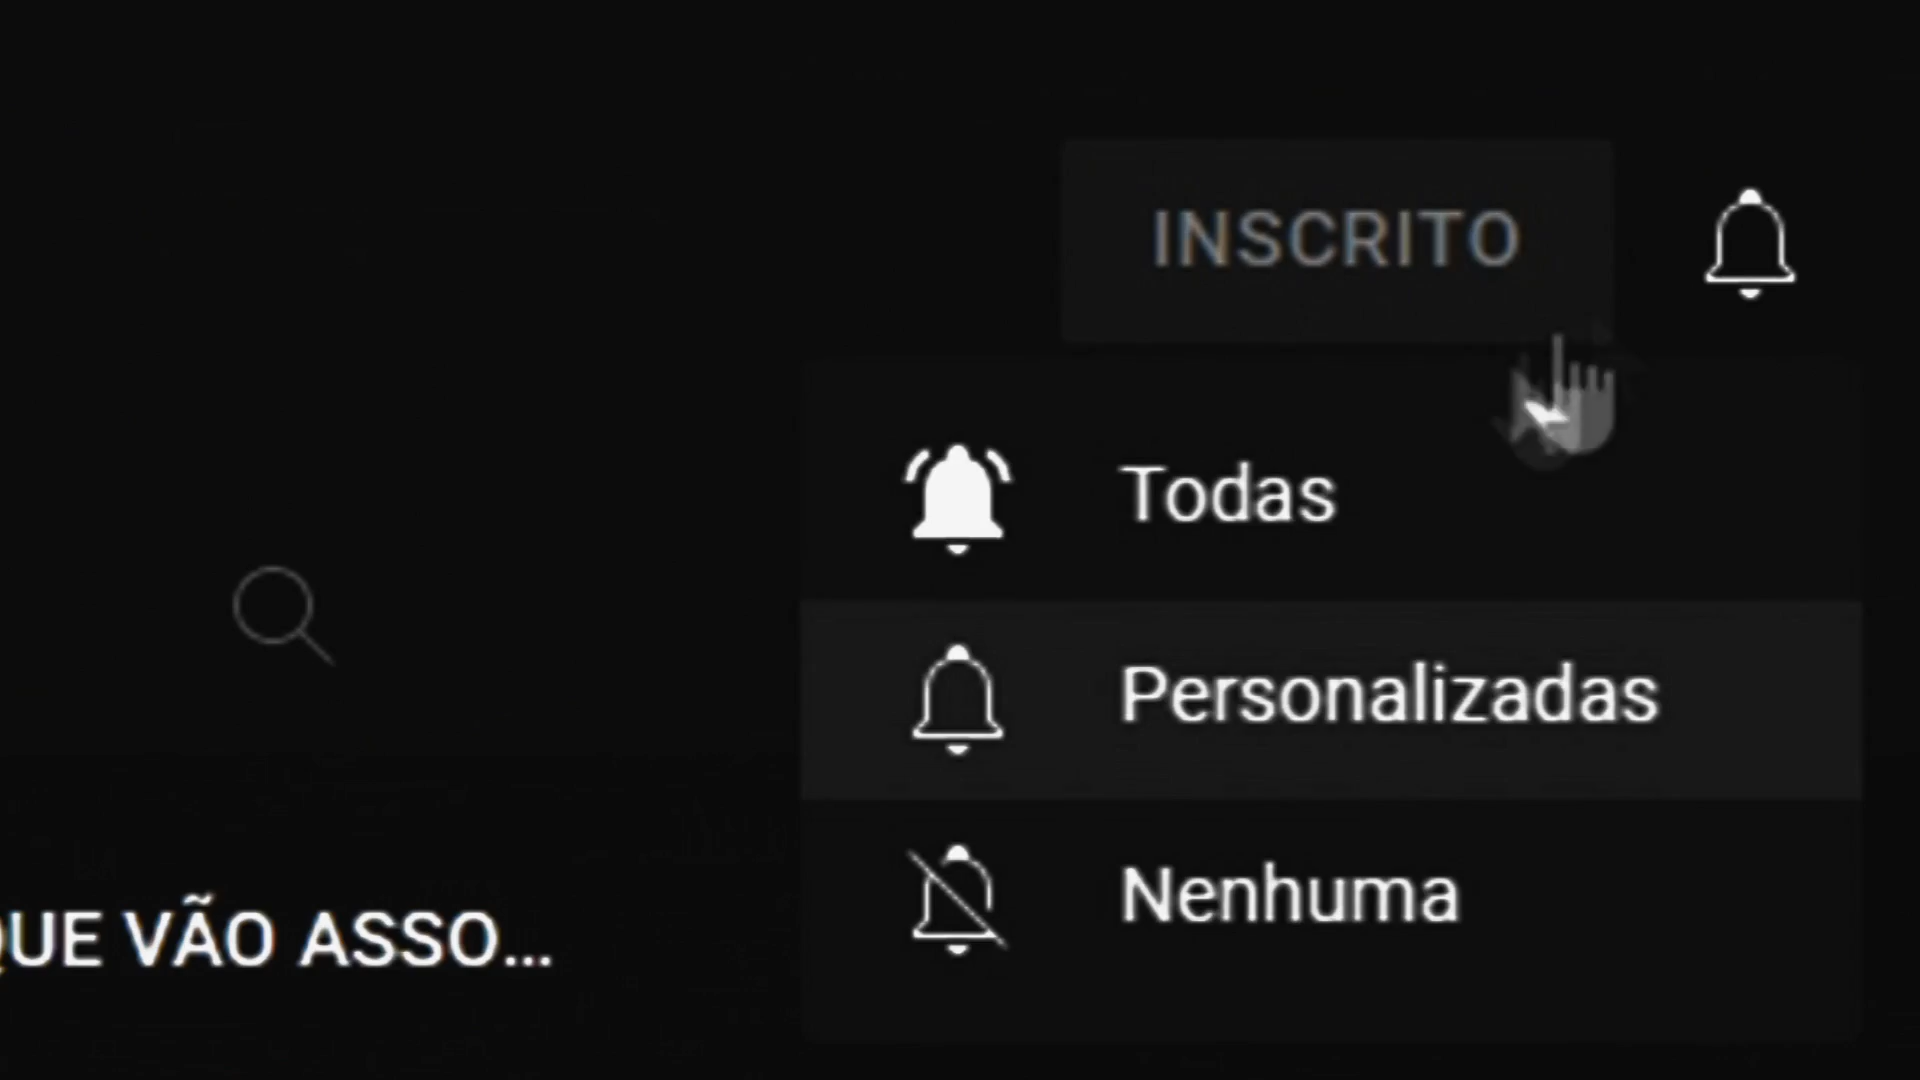 INSCRITO
Todas
Personalizadas
Nenhuma
QUE VÃO ASSO...